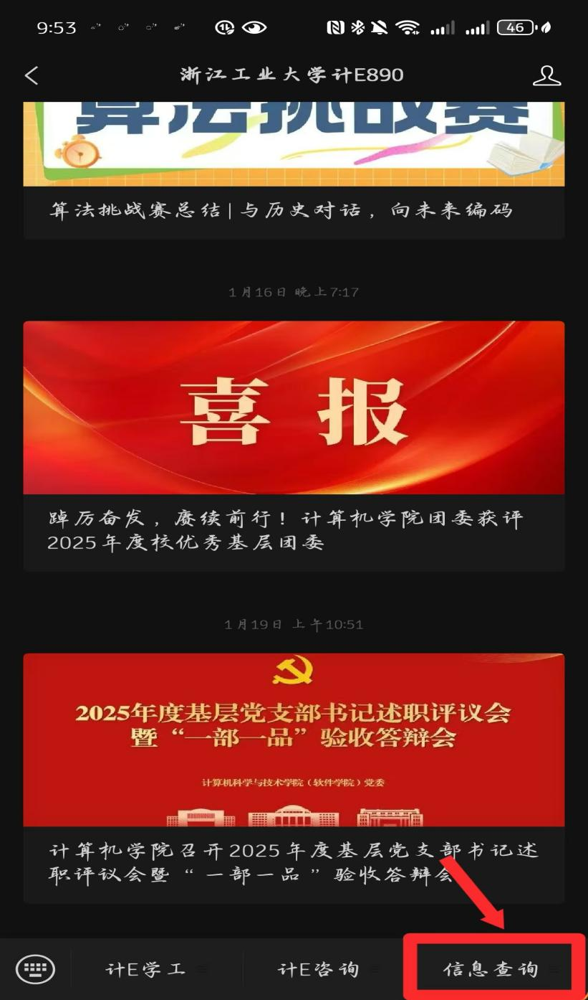 9:53
46
浙江工业大学计E890
算法挑战赛
算法挑战赛总结|与历史对话，向未来编码
1月16日 晚上7:17
喜报
踔厉奋发，赓续前行！计算机学院团委获评
2025年度校优秀基层团委
1月19日 上午10:51
2025年度基层党支部书记述职评议会
暨“一部一品”验收答辩会
计算机科学与技术学院（软件学院）党委
计算机学院召开2025年度基层党支部书记述
职评议会暨“一部一品”验收答辩会
计E学工
计E咨询
信息查询